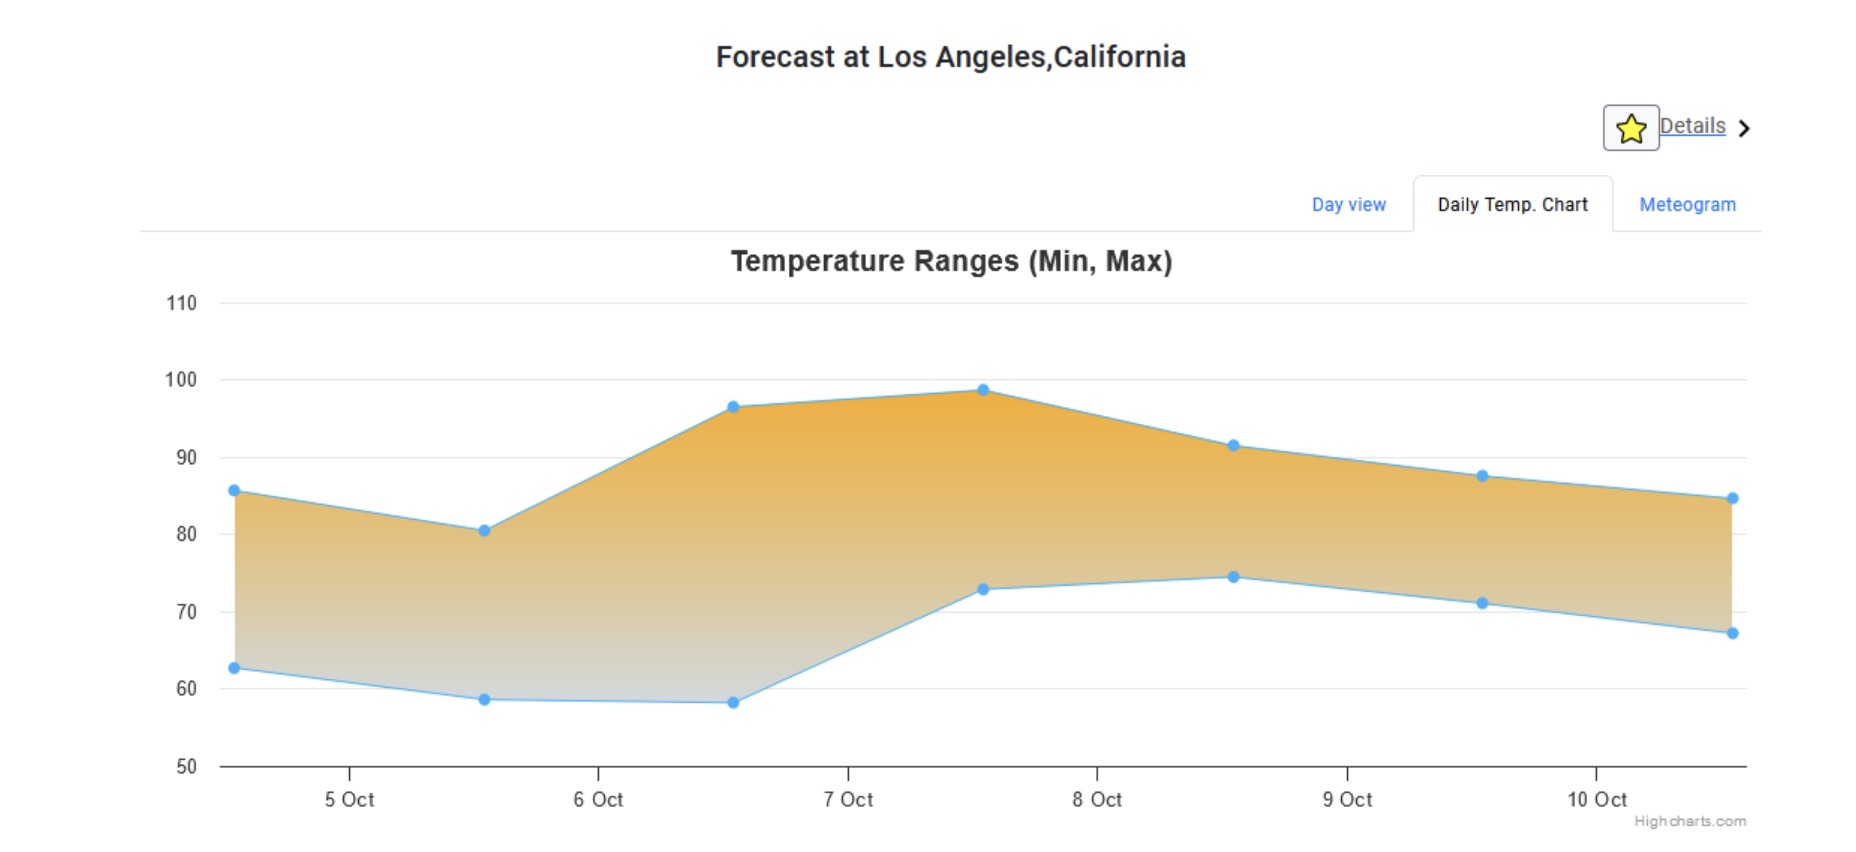 Forecast at Los Angeles,California
Details
Day view
Daily Temp. Chart
Meteogram
Temperature Ranges (Min, Max)
110
100
90
80
70
60
50
5 Oct
6 Oct
7 Oct
8 Oct
9 Oct
10 Oct
Highcharts.com